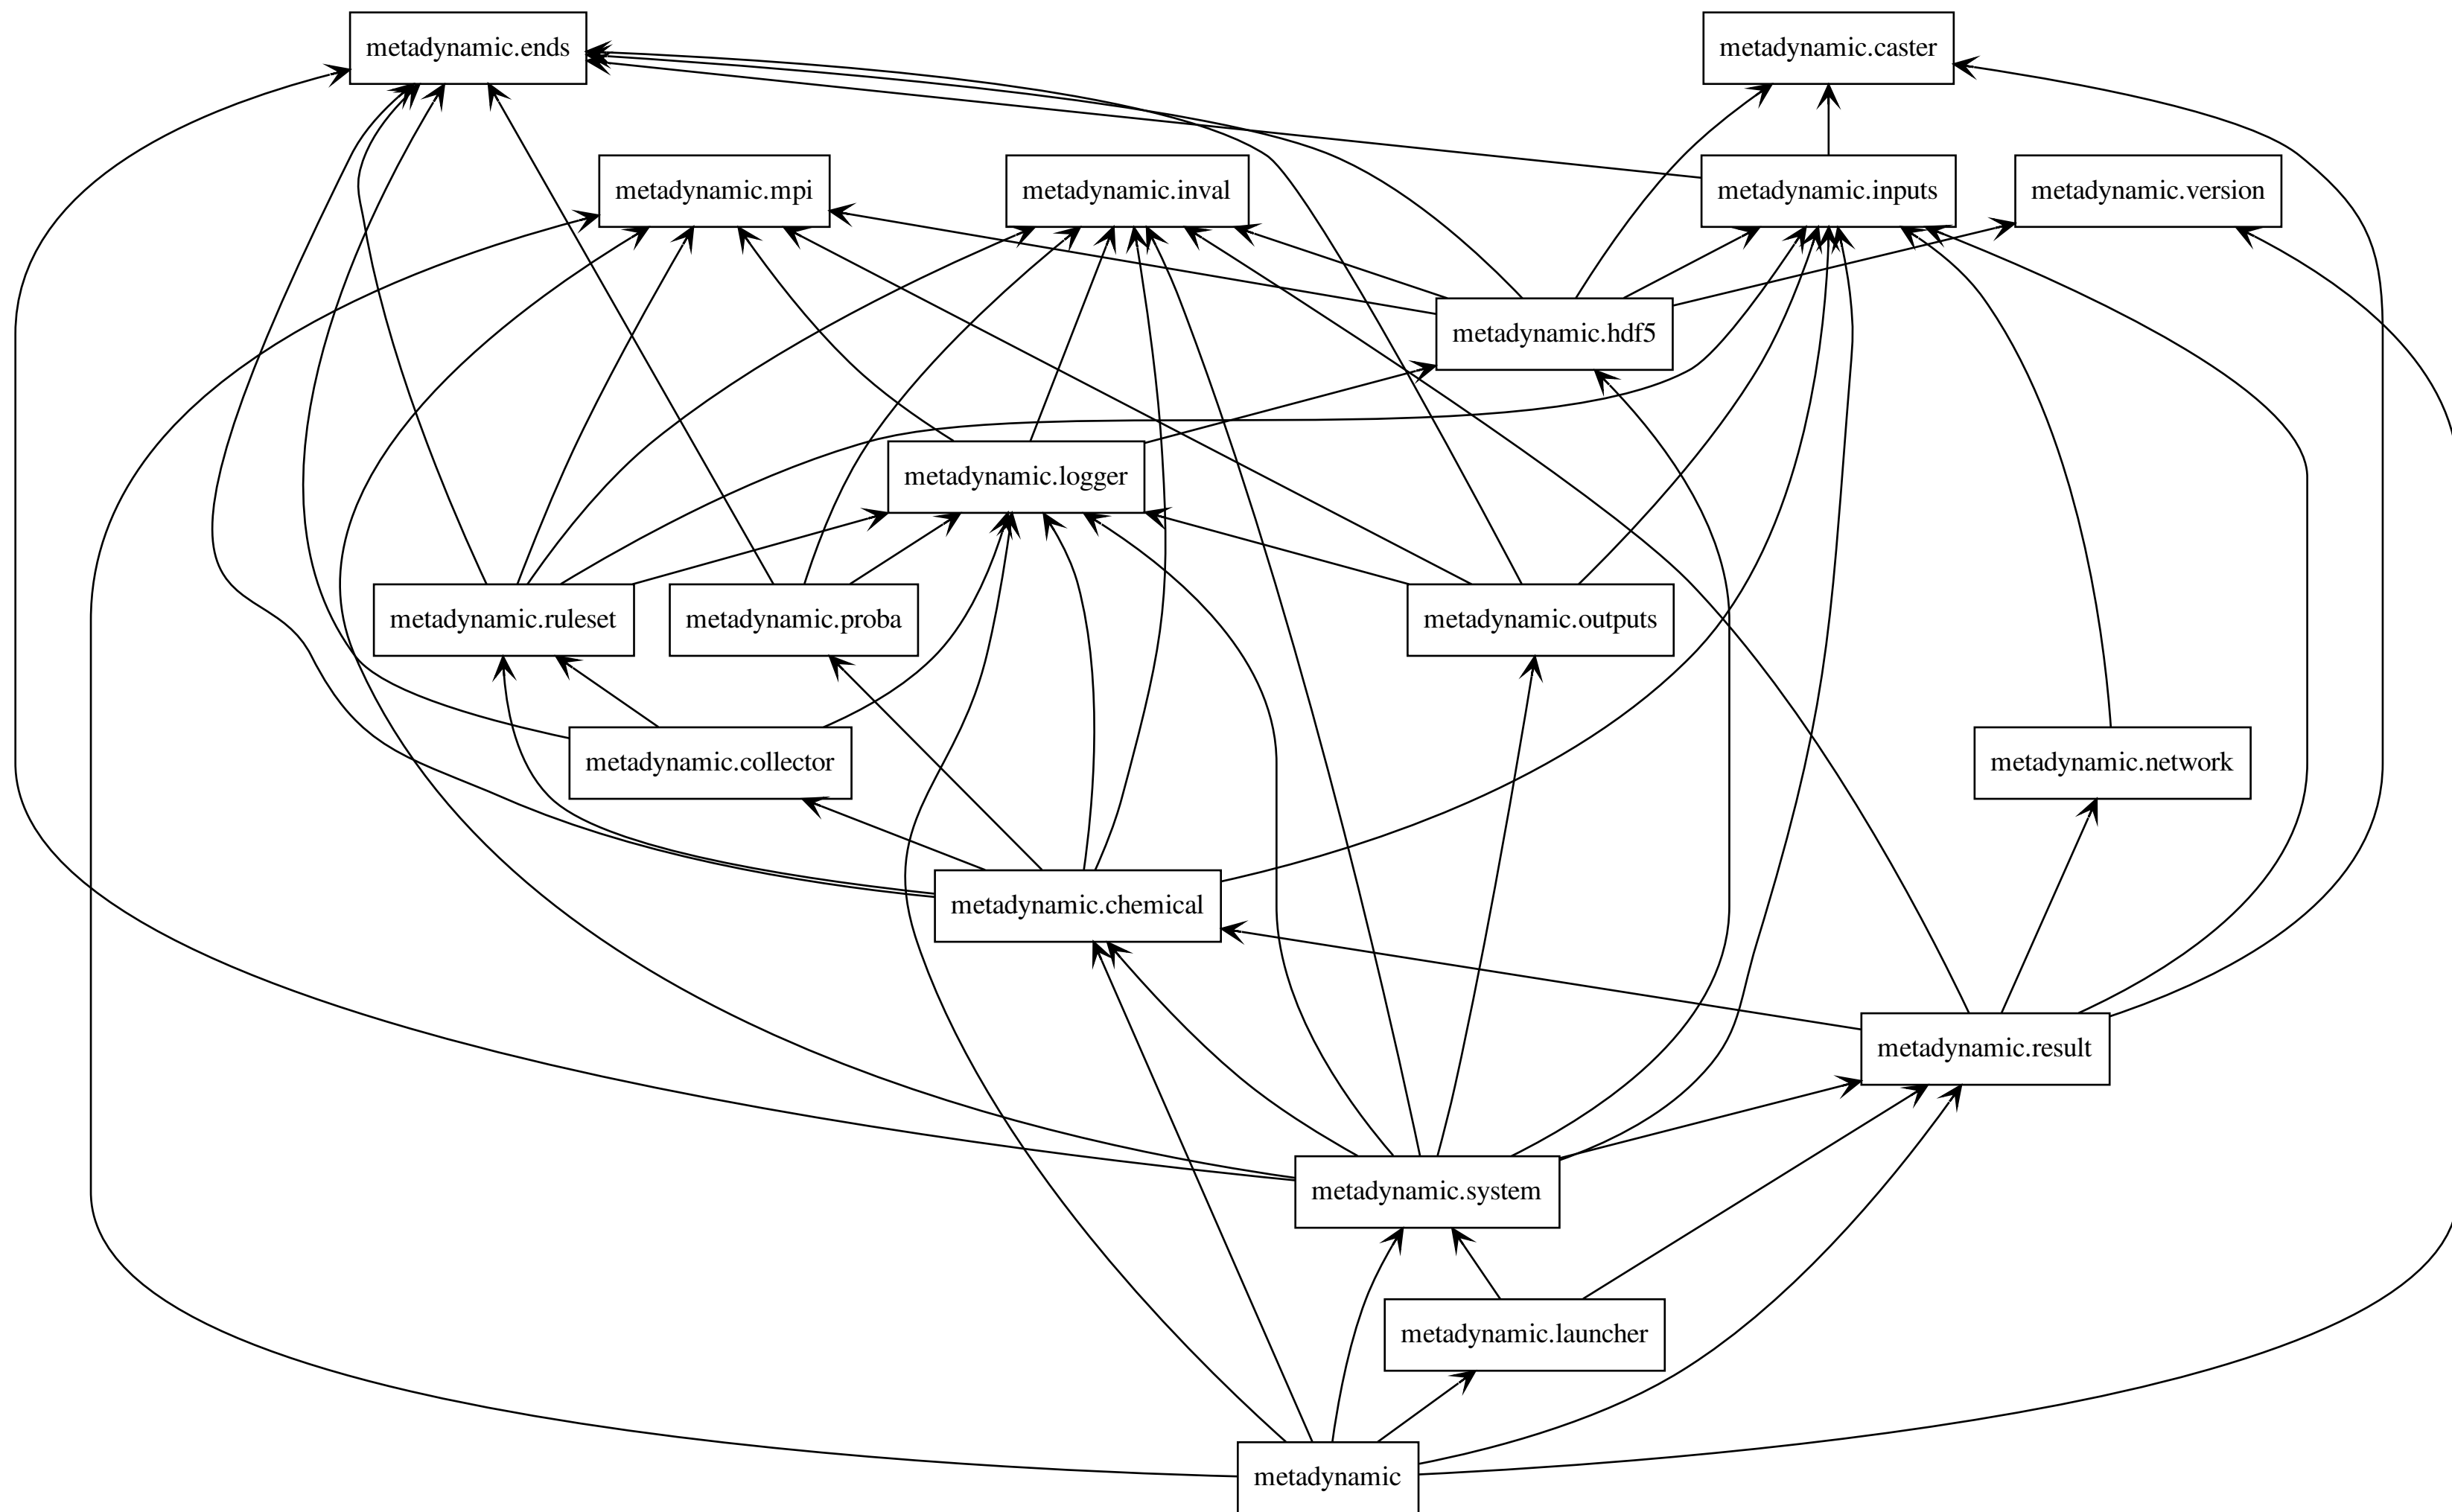 metadynamic.ends
metadynamic.caster
metadynamic.mpi
metadynamic.inval
metadynamic.inputs
metadynamic.version
metadynamic.hdf5
metadynamic.logger
metadynamic.ruleset
metadynamic.proba
metadynamic.outputs
metadynamic.collector
metadynamic.network
metadynamic.chemical
metadynamic.result
metadynamic.system
metadynamic.launcher
metadynamic